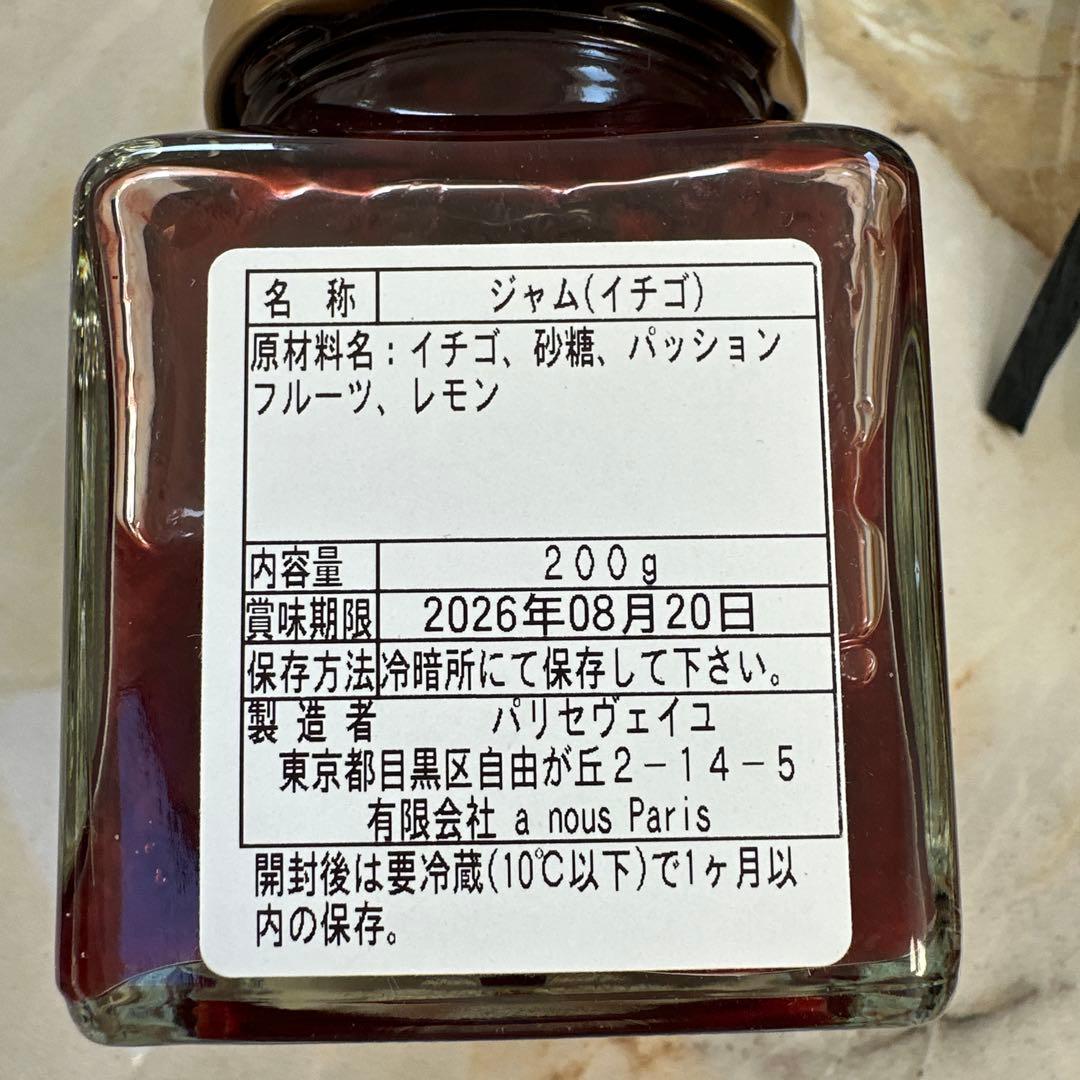 名 称 ジャム(イチゴ)
原材料名：イチゴ、砂糖、パッション
フルーツ、レモン
内容量 ２００ｇ
賞味期限 2026年08月20日
保存方法 冷暗所にて保存して下さい。
製 造 者 パリセヴェイユ
東京都目黒区自由が丘２－１４－５
有限会社 a nous Paris
開封後は要冷蔵(10℃以下)で1ヶ月以
内の保存。